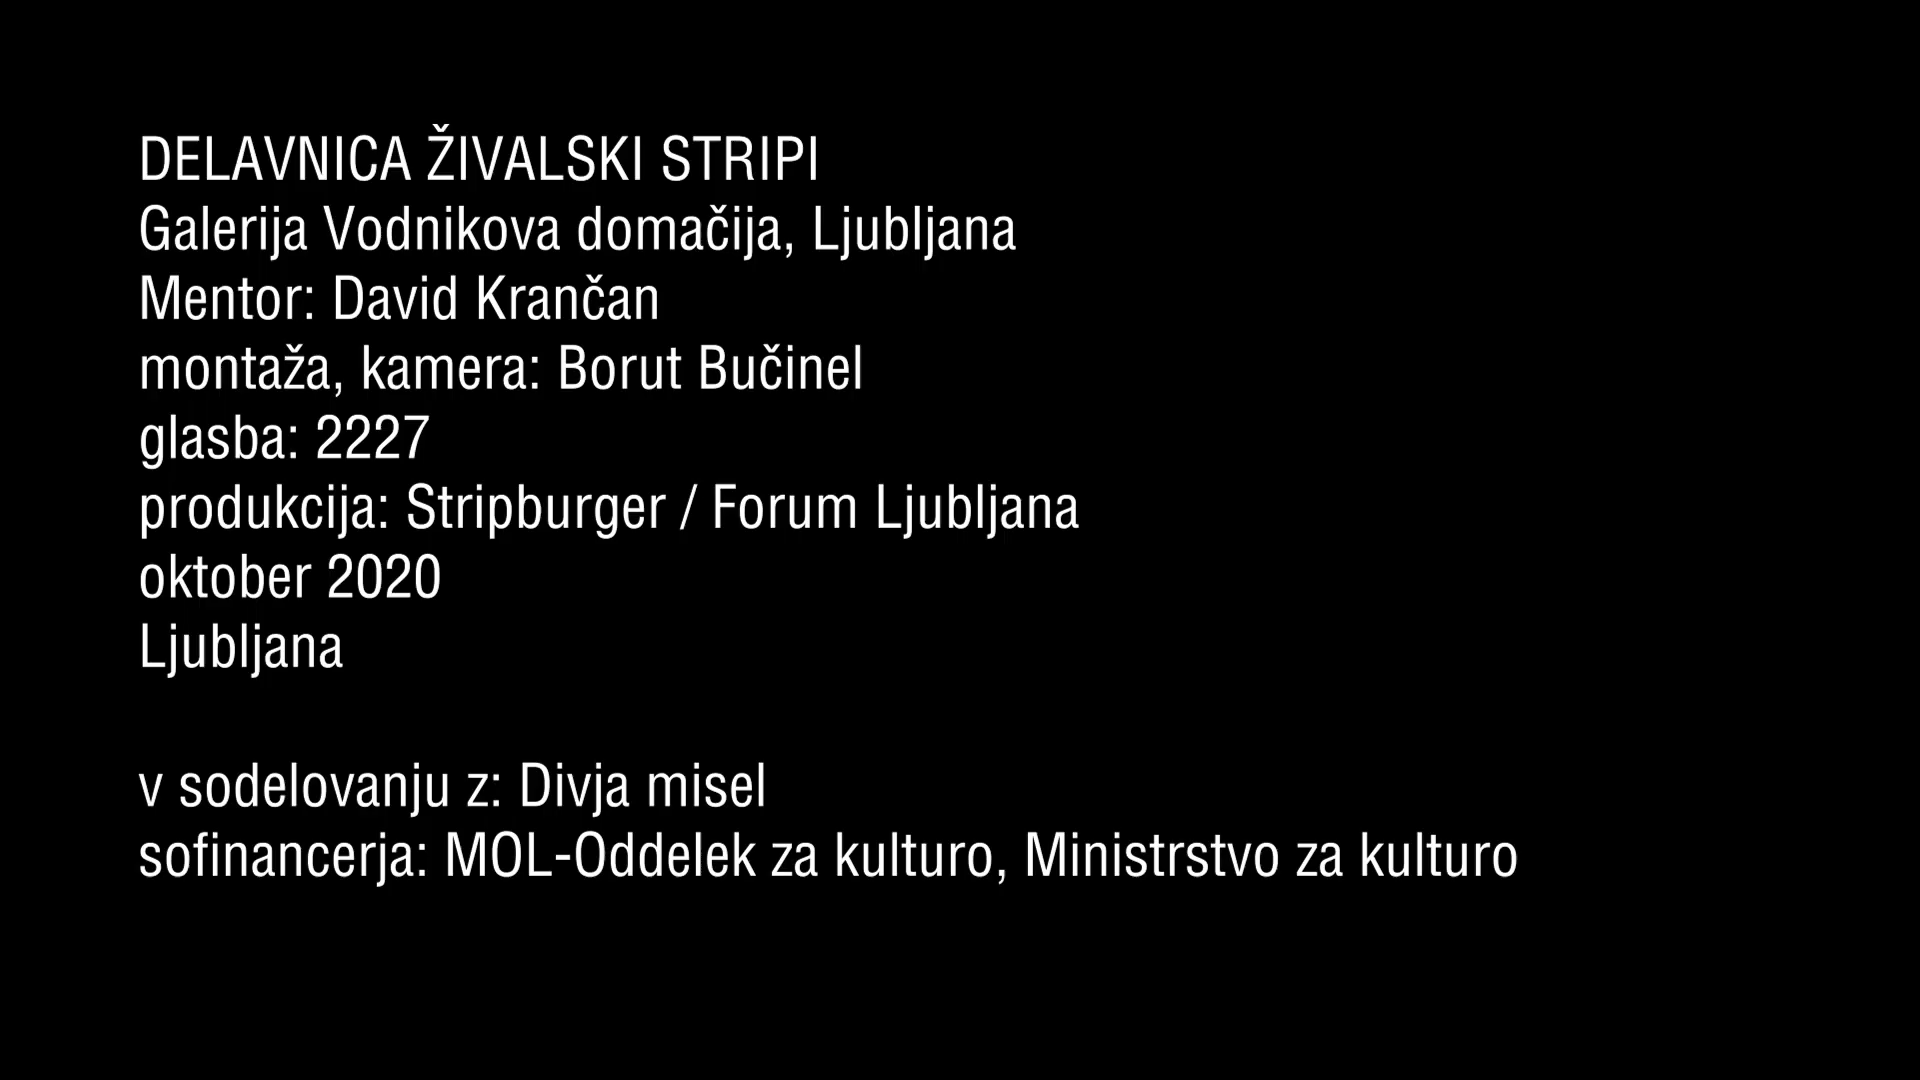 DELAVNICA ŽIVALSKI STRIPI
Galerija Vodnikova domačija, Ljubljana
Mentor: David Krančan
montaža, kamera: Borut Bučinel
glasba: 2227
produkcija: Stripburger / Forum Ljubljana
oktober 2020
Ljubljana
v sodelovanju z: Divja misel
sofinancerja: MOL-Oddelek za kulturo, Ministrstvo za kulturo